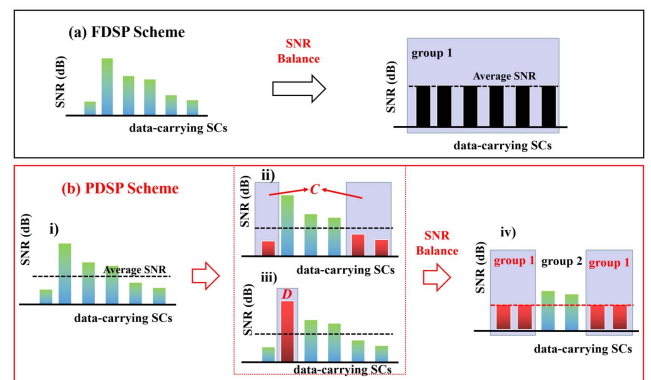 (a) FDSP Scheme
SNR (dB)
data-carrying SCs
SNR
Balance
SNR (dB)
group 1
Average SNR
data-carrying SCs
(b) PDSP Scheme
i)
SNR (dB)
Average SNR
data-carrying SCs
ii)
C
SNR (dB)
data-carrying SCs
iii)
D
SNR (dB)
data-carrying SCs
SNR
Balance
iv)
SNR (dB)
group 1 group 2 group 1
data-carrying SCs